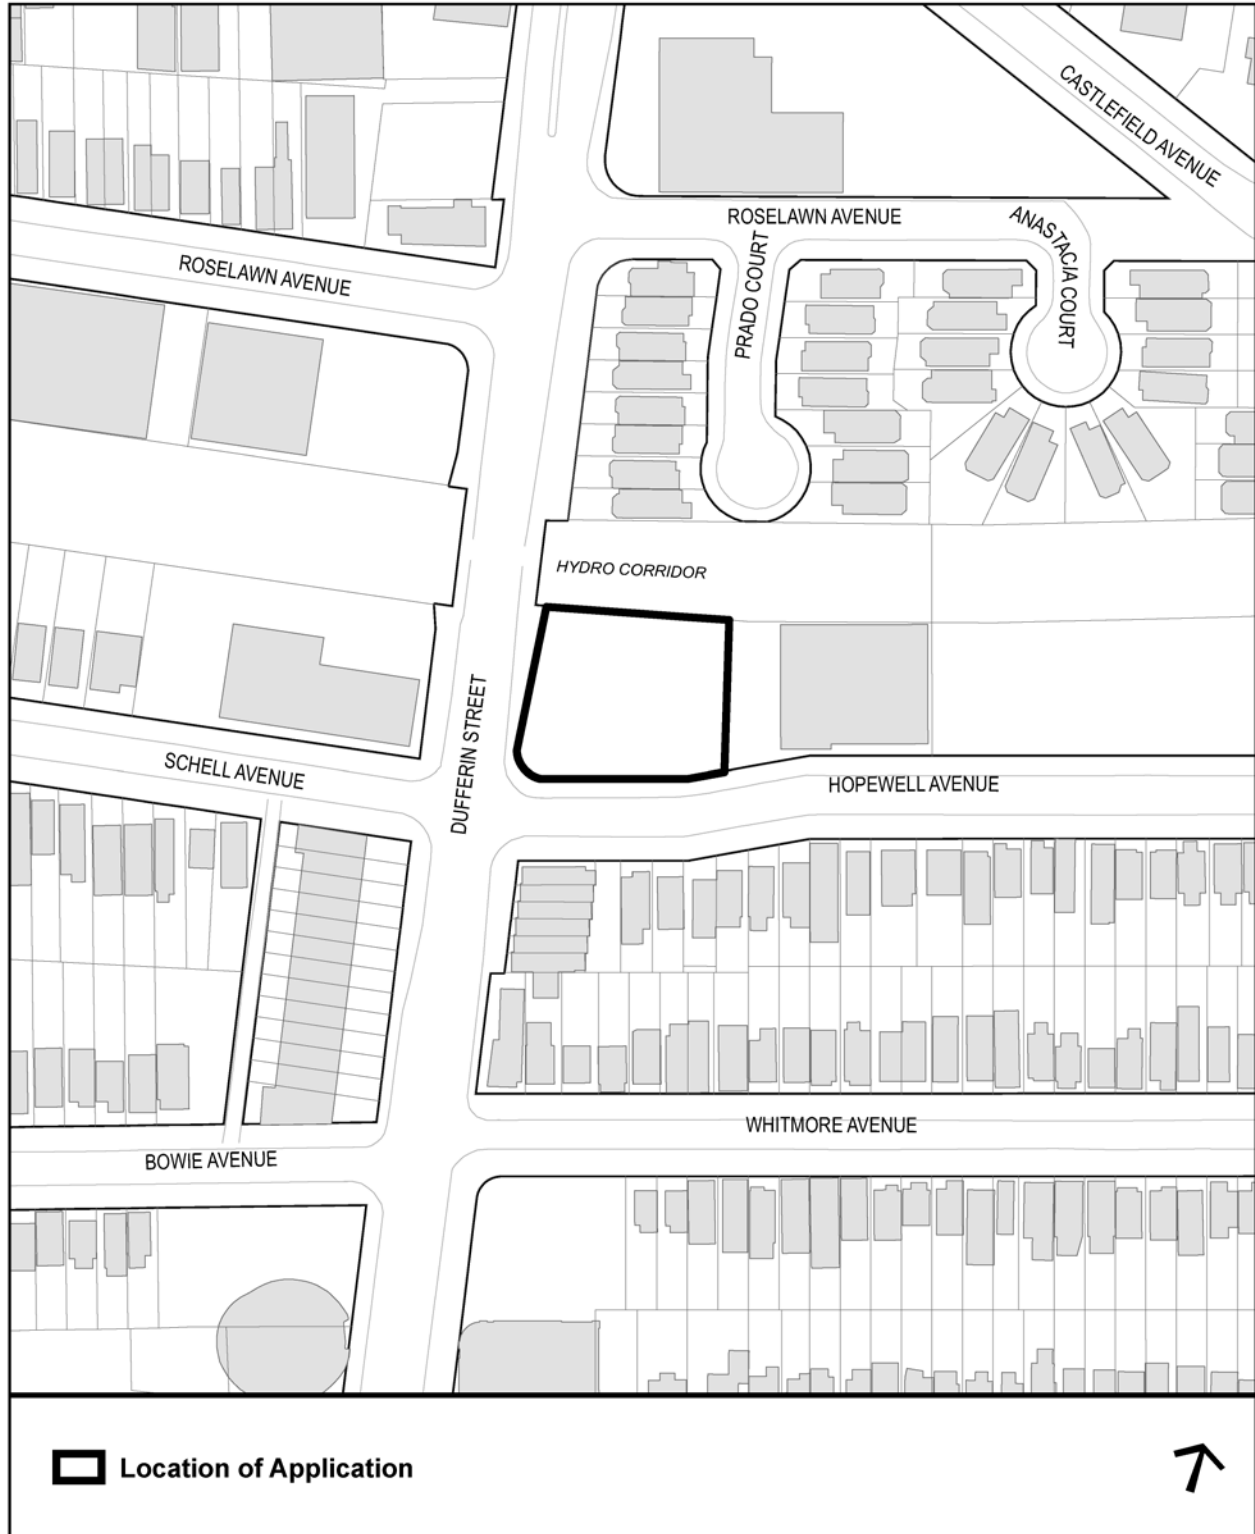 CASTLEFIELD AVENUE
ROSELAWN AVENUE
ANASTACIA COURT
PRADO COURT
ROSELAWN AVENUE
HYDRO CORRIDOR
DUFFERIN STREET
SCHELL AVENUE
HOPEWELL AVENUE
WHITMORE AVENUE
BOWIE AVENUE
Location of Application